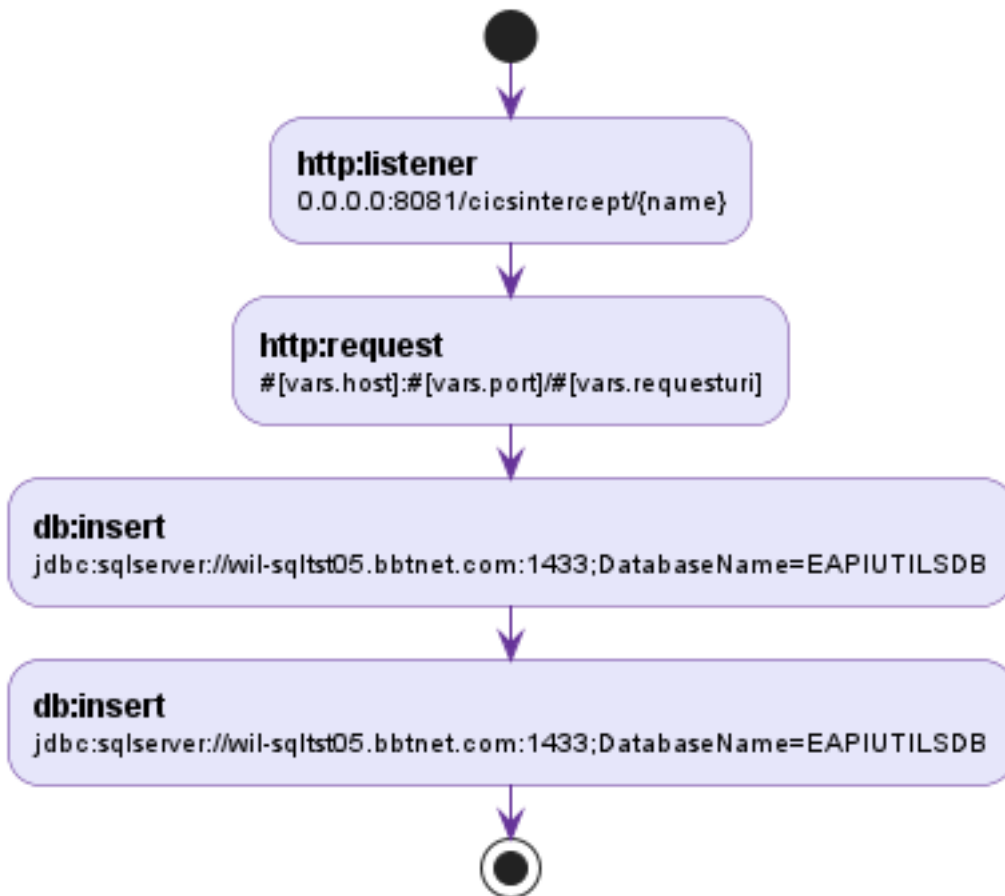 http:listener
0.0.0.0:8081/cicsintercept/{name}
http:request
#[vars.host]:#[vars.port]/#[vars.requesturi]
db:insert
jdbc:sqlserver://wil-sqltst05.bbtnet.com:1433;DatabaseName=EAPIUTILSDB
db:insert
jdbc:sqlserver://wil-sqltst05.bbtnet.com:1433;DatabaseName=EAPIUTILSDB